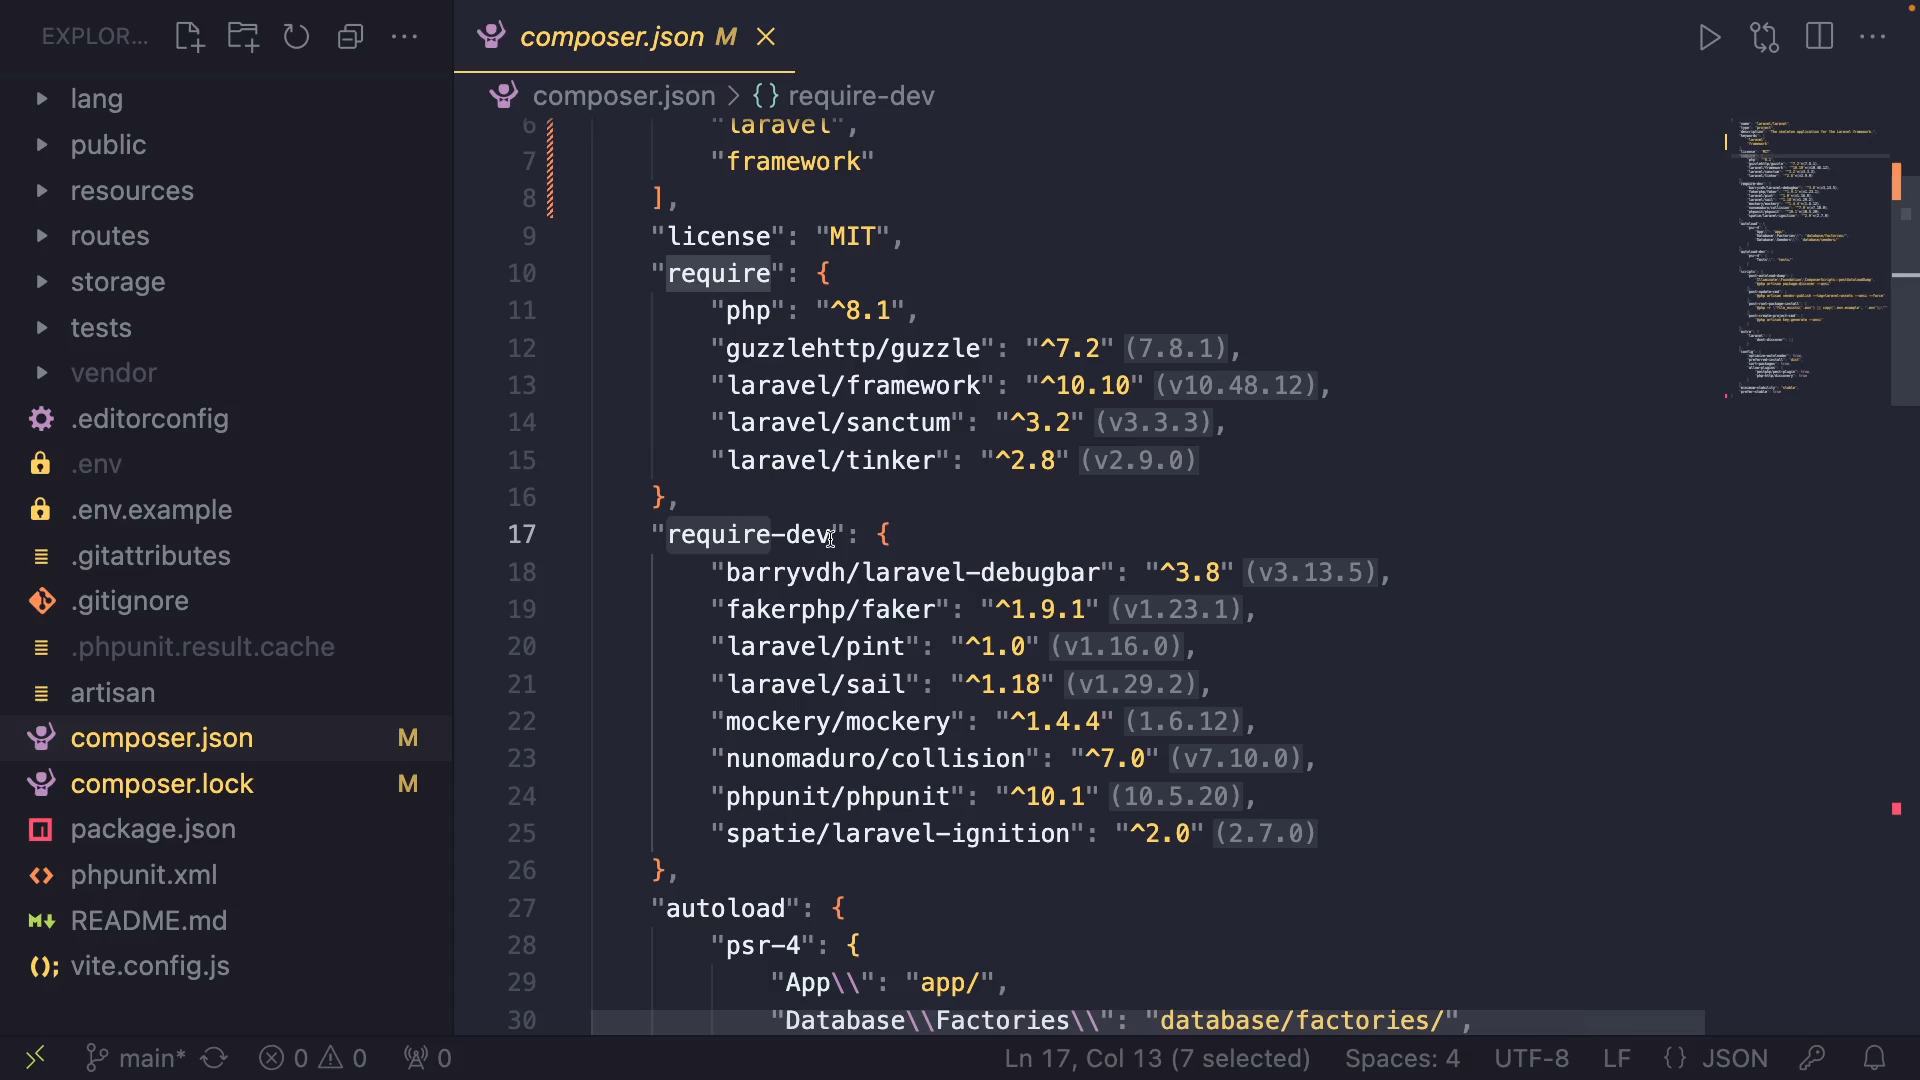 EXPLOR...
composer.json M
composer.json > {} require-dev
lang
public
resources
routes
storage
tests
vendor
.editorconfig
.env
.env.example
.gitattributes
.gitignore
.phpunit.result.cache
artisan
composer.json M
composer.lock M
package.json
phpunit.xml
README.md
vite.config.js
6 "laravel",
7 "framework"
8 ],
9 "license": "MIT",
10 "require": {
11 "php": "^8.1",
12 "guzzlehttp/guzzle": "^7.2" (7.8.1),
13 "laravel/framework": "^10.10" (v10.48.12),
14 "laravel/sanctum": "^3.2" (v3.3.3),
15 "laravel/tinker": "^2.8" (v2.9.0)
16 },
17 "require-dev": {
18 "barryvdh/laravel-debugbar": "^3.8" (v3.13.5),
19 "fakerphp/faker": "^1.9.1" (v1.23.1),
20 "laravel/pint": "^1.0" (v1.16.0),
21 "laravel/sail": "^1.18" (v1.29.2),
22 "mockery/mockery": "^1.4.4" (1.6.12),
23 "nunomaduro/collision": "^7.0" (v7.10.0),
24 "phpunit/phpunit": "^10.1" (10.5.20),
25 "spatie/laravel-ignition": "^2.0" (2.7.0)
26 },
27 "autoload": {
28 "psr-4": {
29 "App\\": "app/",
30 "Database\\Factories\\": "database/factories/",
main* 0 0 0 Ln 17, Col 13 (7 selected) Spaces: 4 UTF-8 LF {} JSON